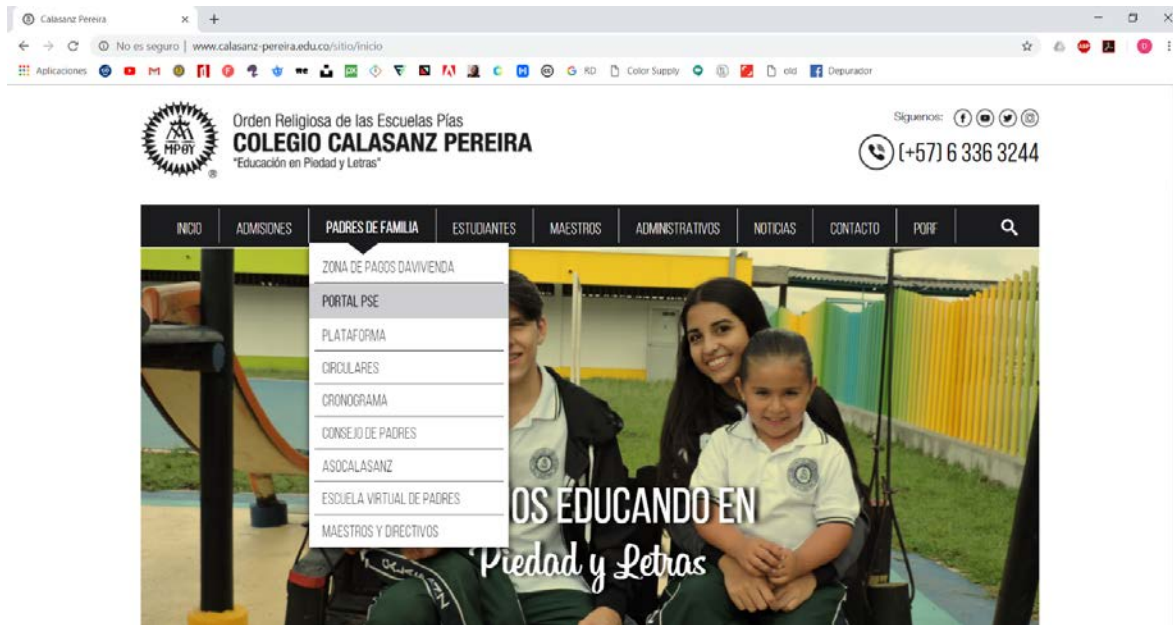 Calasanz Pereira
No es seguro | www.calasanz-pereira.edu.co/sitio/inicio
Aplicaciones RD Color Supply old Depurador
Orden Religiosa de las Escuelas Pías
COLEGIO CALASANZ PEREIRA
"Educación en Piedad y Letras"
Síguenos:
(+57) 6 336 3244
INICIO ADMISIONES PADRES DE FAMILIA ESTUDIANTES MAESTROS ADMINISTRATIVOS NOTICIAS CONTACTO PQRF
ZONA DE PAGOS DAVIVIENDA
PORTAL PSE
PLATAFORMA
CIRCULARES
CRONOGRAMA
CONSEJO DE PADRES
ASOCALASANZ
ESCUELA VIRTUAL DE PADRES
MAESTROS Y DIRECTIVOS
OS EDUCANDO EN
Piedad y Letras